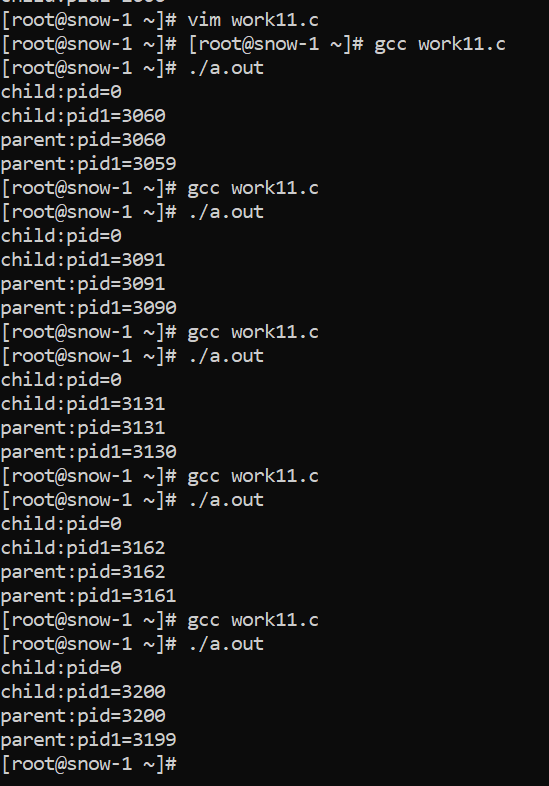 [root@snow-1 ~]# vim work11.c
[root@snow-1 ~]# [root@snow-1 ~]# gcc work11.c
[root@snow-1 ~]# ./a.out
child:pid=0
child:pid1=3060
parent:pid=3060
parent:pid1=3059
[root@snow-1 ~]# gcc work11.c
[root@snow-1 ~]# ./a.out
child:pid=0
child:pid1=3091
parent:pid=3091
parent:pid1=3090
[root@snow-1 ~]# gcc work11.c
[root@snow-1 ~]# ./a.out
child:pid=0
child:pid1=3131
parent:pid=3131
parent:pid1=3130
[root@snow-1 ~]# gcc work11.c
[root@snow-1 ~]# ./a.out
child:pid=0
child:pid1=3162
parent:pid=3162
parent:pid1=3161
[root@snow-1 ~]# gcc work11.c
[root@snow-1 ~]# ./a.out
child:pid=0
child:pid1=3200
parent:pid=3200
parent:pid1=3199
[root@snow-1 ~]#